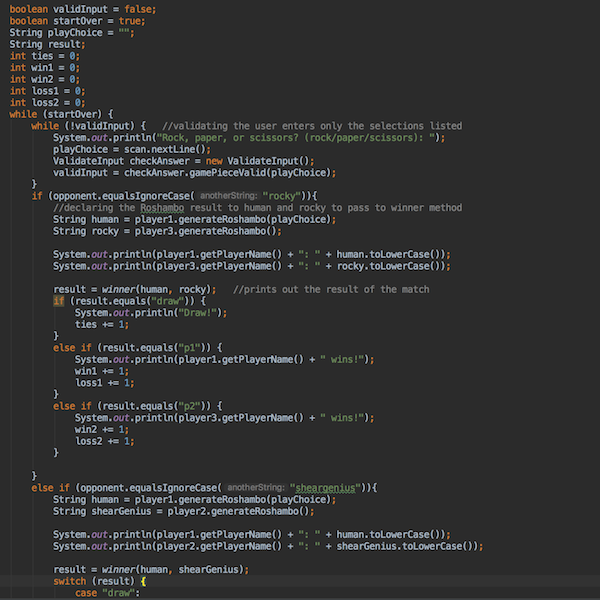 boolean validInput = false;
boolean startOver = true;
String playChoice = "";
String result;
int ties = 0;
int win1 = 0;
int win2 = 0;
int loss1 = 0;
int loss2 = 0;
while (startOver) {
    while (!validInput) {   //validating the user enters only the selections listed
        System.out.println("Rock, paper, or scissors? (rock/paper/scissors): ");
        playChoice = scan.nextLine();
        ValidateInput checkAnswer = new ValidateInput();
        validInput = checkAnswer.gamePieceValid(playChoice);
    }
    if (opponent.equalsIgnoreCase( anotherString: "rocky")){
        //declaring the Roshambo result to human and rocky to pass to winner method
        String human = player1.generateRoshambo(playChoice);
        String rocky = player3.generateRoshambo();

        System.out.println(player1.getPlayerName() + ": " + human.toLowerCase());
        System.out.println(player3.getPlayerName() + ": " + rocky.toLowerCase());

        result = winner(human, rocky);   //prints out the result of the match
        if (result.equals("draw")) {
            System.out.println("Draw!");
            ties += 1;
        }
        else if (result.equals("p1")) {
            System.out.println(player1.getPlayerName() + " wins!");
            win1 += 1;
            loss1 += 1;
        }
        else if (result.equals("p2")) {
            System.out.println(player3.getPlayerName() + " wins!");
            win2 += 1;
            loss2 += 1;
        }

    }
    else if (opponent.equalsIgnoreCase( anotherString: "sheargenius")){
        String human = player1.generateRoshambo(playChoice);
        String shearGenius = player2.generateRoshambo();

        System.out.println(player1.getPlayerName() + ": " + human.toLowerCase());
        System.out.println(player2.getPlayerName() + ": " + shearGenius.toLowerCase());

        result = winner(human, shearGenius);
        switch (result) {
            case "draw":